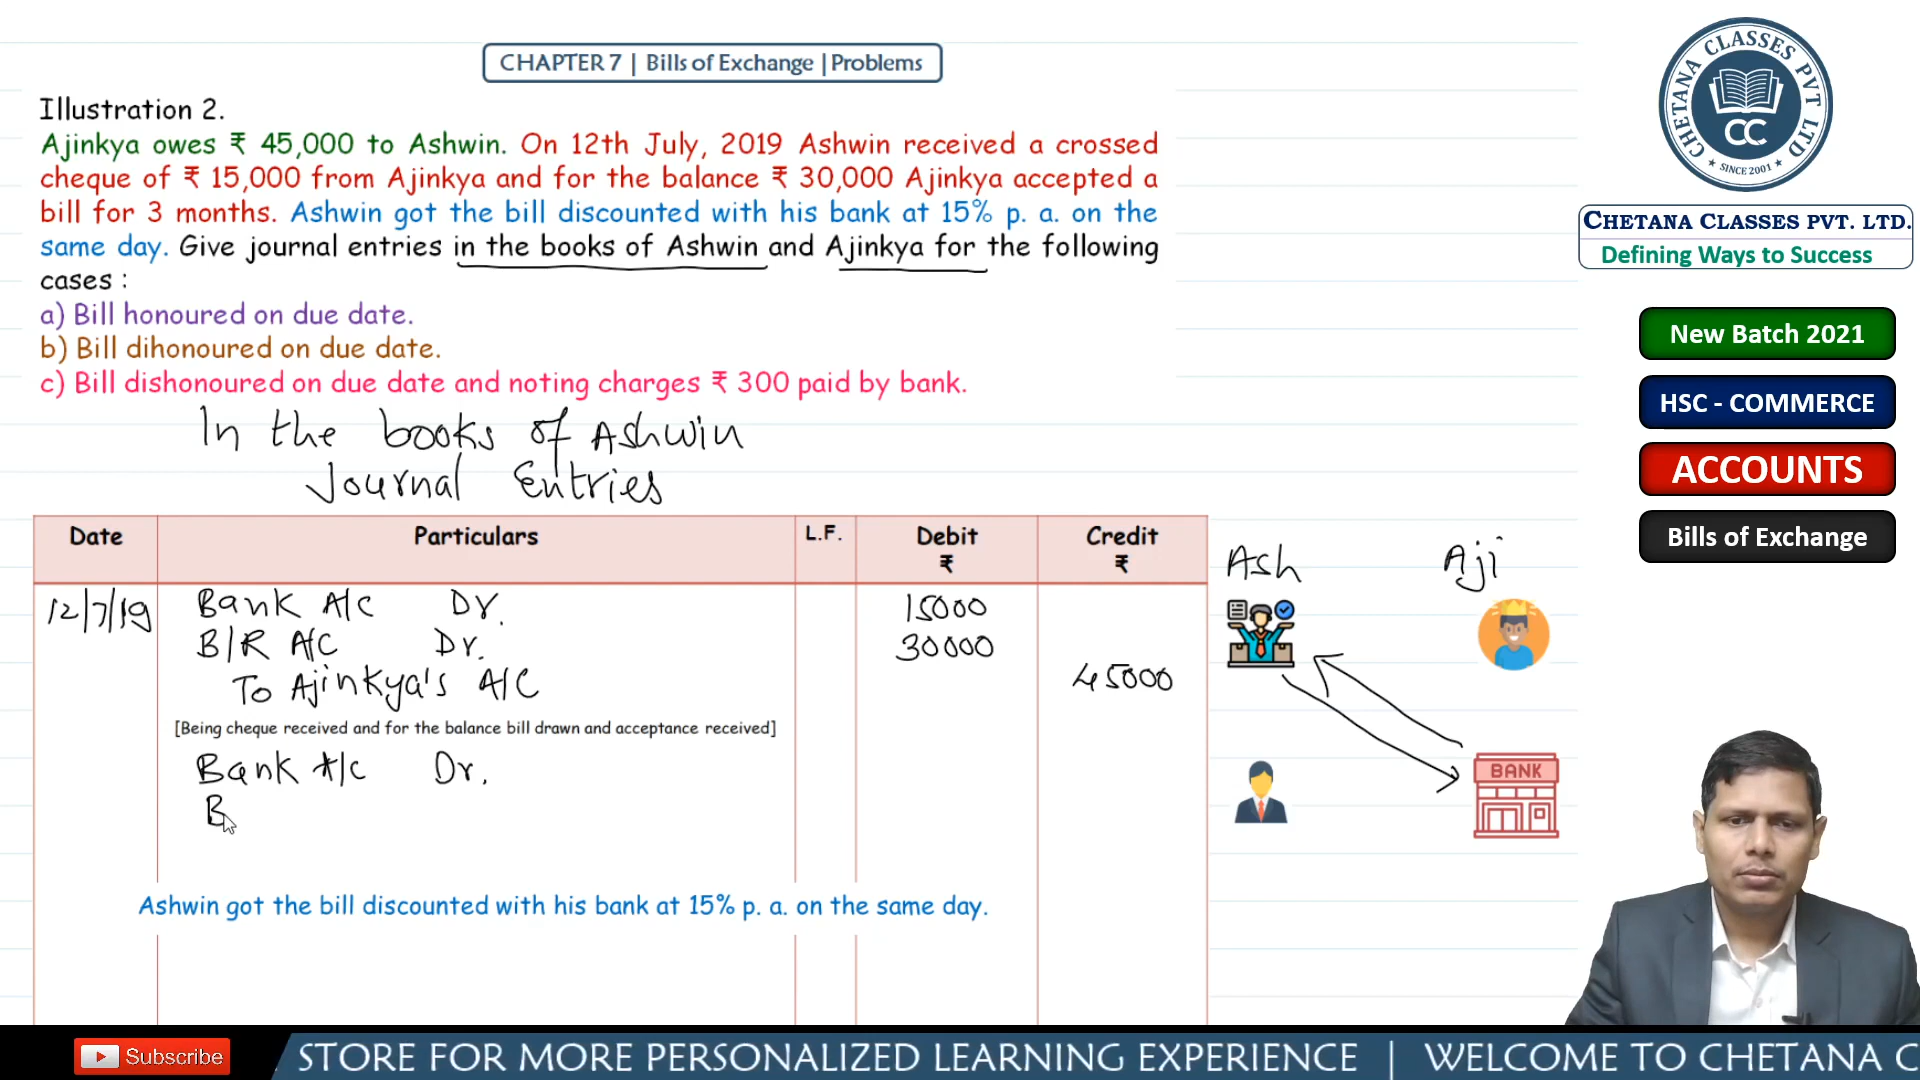 CHAPTER 7 | Bills of Exchange |Problems
Illustration 2.
Ajinkya owes ₹ 45,000 to Ashwin. On 12th July, 2019 Ashwin received a crossed
cheque of ₹ 15,000 from Ajinkya and for the balance ₹ 30,000 Ajinkya accepted a
bill for 3 months. Ashwin got the bill discounted with his bank at 15% p. a. on the
same day. Give journal entries in the books of Ashwin and Ajinkya for the following
cases :
a) Bill honoured on due date.
b) Bill dihonoured on due date.
c) Bill dishonoured on due date and noting charges ₹ 300 paid by bank.
In the books of Ashwin
Journal Entries
Date Particulars L.F. Debit ₹ Credit ₹
12/7/19 Bank A/c Dr. 15000
B/R A/C Dr. 30000
To Ajinkya's A/C 45000
[Being cheque received and for the balance bill drawn and acceptance received]
Bank A/c Dr.
B
Ashwin got the bill discounted with his bank at 15% p. a. on the same day.
Ash Aji
BANK
CHETANA CLASSES PVT LTD
CC
SINCE 2001
CHETANA CLASSES PVT. LTD.
Defining Ways to Success
New Batch 2021
HSC - COMMERCE
ACCOUNTS
Bills of Exchange
Subscribe
STORE FOR MORE PERSONALIZED LEARNING EXPERIENCE | WELCOME TO CHETANA C